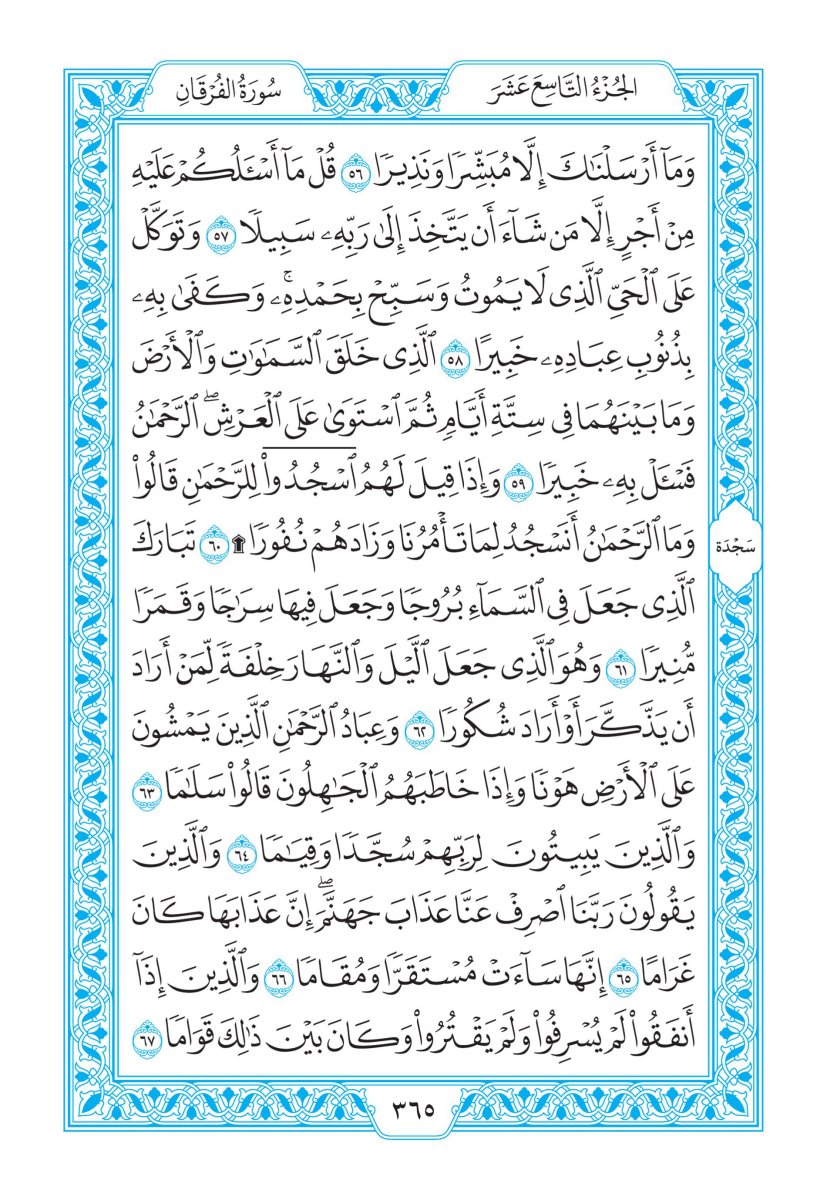 الجُزْءُ التَّاسِعَ عَشَرَ
سُورَةُ الفُرْقَانِ
وَمَآ أَرۡسَلۡنَٰكَ إِلَّا مُبَشِّرٗا وَنَذِيرٗا ٥٦ قُلۡ مَآ أَسۡـَٔلُكُمۡ عَلَيۡهِ
مِنۡ أَجۡرٍ إِلَّا مَن شَآءَ أَن يَتَّخِذَ إِلَىٰ رَبِّهِۦ سَبِيلٗا ٥٧ وَتَوَكَّلۡ
عَلَى ٱلۡحَيِّ ٱلَّذِي لَا يَمُوتُ وَسَبِّحۡ بِحَمۡدِهِۦۚ وَكَفَىٰ بِهِۦ
بِذُنُوبِ عِبَادِهِۦ خَبِيرًا ٥٨ ٱلَّذِي خَلَقَ ٱلسَّمَٰوَٰتِ وَٱلۡأَرۡضَ
وَمَا بَيۡنَهُمَا فِي سِتَّةِ أَيَّامٖ ثُمَّ ٱسۡتَوَىٰ عَلَى ٱلۡعَرۡشِۖ ٱلرَّحۡمَٰنُ
فَسۡـَٔلۡ بِهِۦ خَبِيرٗا ٥٩ وَإِذَا قِيلَ لَهُمُ ٱسۡجُدُواْۤ لِلرَّحۡمَٰنِ قَالُواْ
وَمَا ٱلرَّحۡمَٰنُ أَنَسۡجُدُ لِمَا تَأۡمُرُنَا وَزَادَهُمۡ نُفُورٗا ۩ ٦٠ تَبَارَكَ
سَجْدَة
ٱلَّذِي جَعَلَ فِي ٱلسَّمَآءِ بُرُوجٗا وَجَعَلَ فِيهَا سِرَٰجٗا وَقَمَرٗا
مُّنِيرٗا ٦١ وَهُوَ ٱلَّذِي جَعَلَ ٱلَّيۡلَ وَٱلنَّهَارَ خِلۡفَةٗ لِّمَنۡ أَرَادَ
أَن يَذَّكَّرَ أَوۡ أَرَادَ شُكُورٗا ٦٢ وَعِبَادُ ٱلرَّحۡمَٰنِ ٱلَّذِينَ يَمۡشُونَ
عَلَى ٱلۡأَرۡضِ هَوۡنٗا وَإِذَا خَاطَبَهُمُ ٱلۡجَٰهِلُونَ قَالُواْ سَلَٰمٗا ٦٣
وَٱلَّذِينَ يَبِيتُونَ لِرَبِّهِمۡ سُجَّدٗا وَقِيَٰمٗا ٦٤ وَٱلَّذِينَ
يَقُولُونَ رَبَّنَا ٱصۡرِفۡ عَنَّا عَذَابَ جَهَنَّمَۖ إِنَّ عَذَابَهَا كَانَ
غَرَامًا ٦٥ إِنَّهَا سَآءَتۡ مُسۡتَقَرّٗا وَمُقَامٗا ٦٦ وَٱلَّذِينَ إِذَآ
أَنفَقُواْ لَمۡ يُسۡرِفُواْ وَلَمۡ يَقۡتُرُواْ وَكَانَ بَيۡنَ ذَٰلِكَ قَوَامٗا ٦٧
٣٦٥